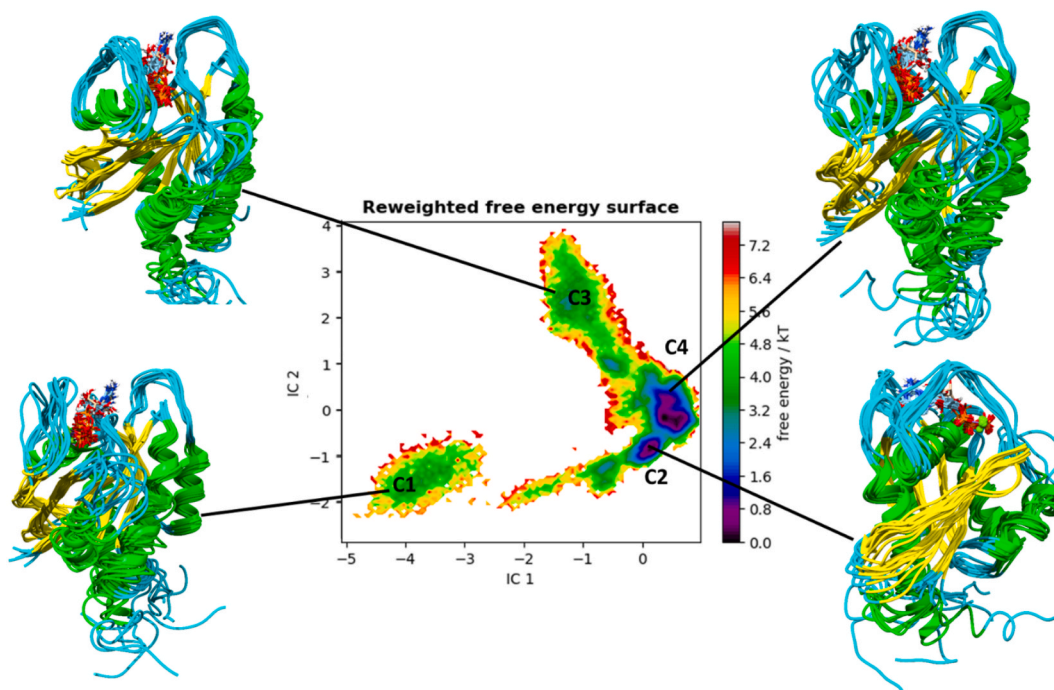 Reweighted free energy surface
4
3
2
1
0
−1
−2
IC 2
C3
C4
C1
C2
−5
−4
−3
−2
−1
0
IC 1
7.2
6.4
5.6
4.8
4.0
3.2
2.4
1.6
0.8
0.0
free energy / kT